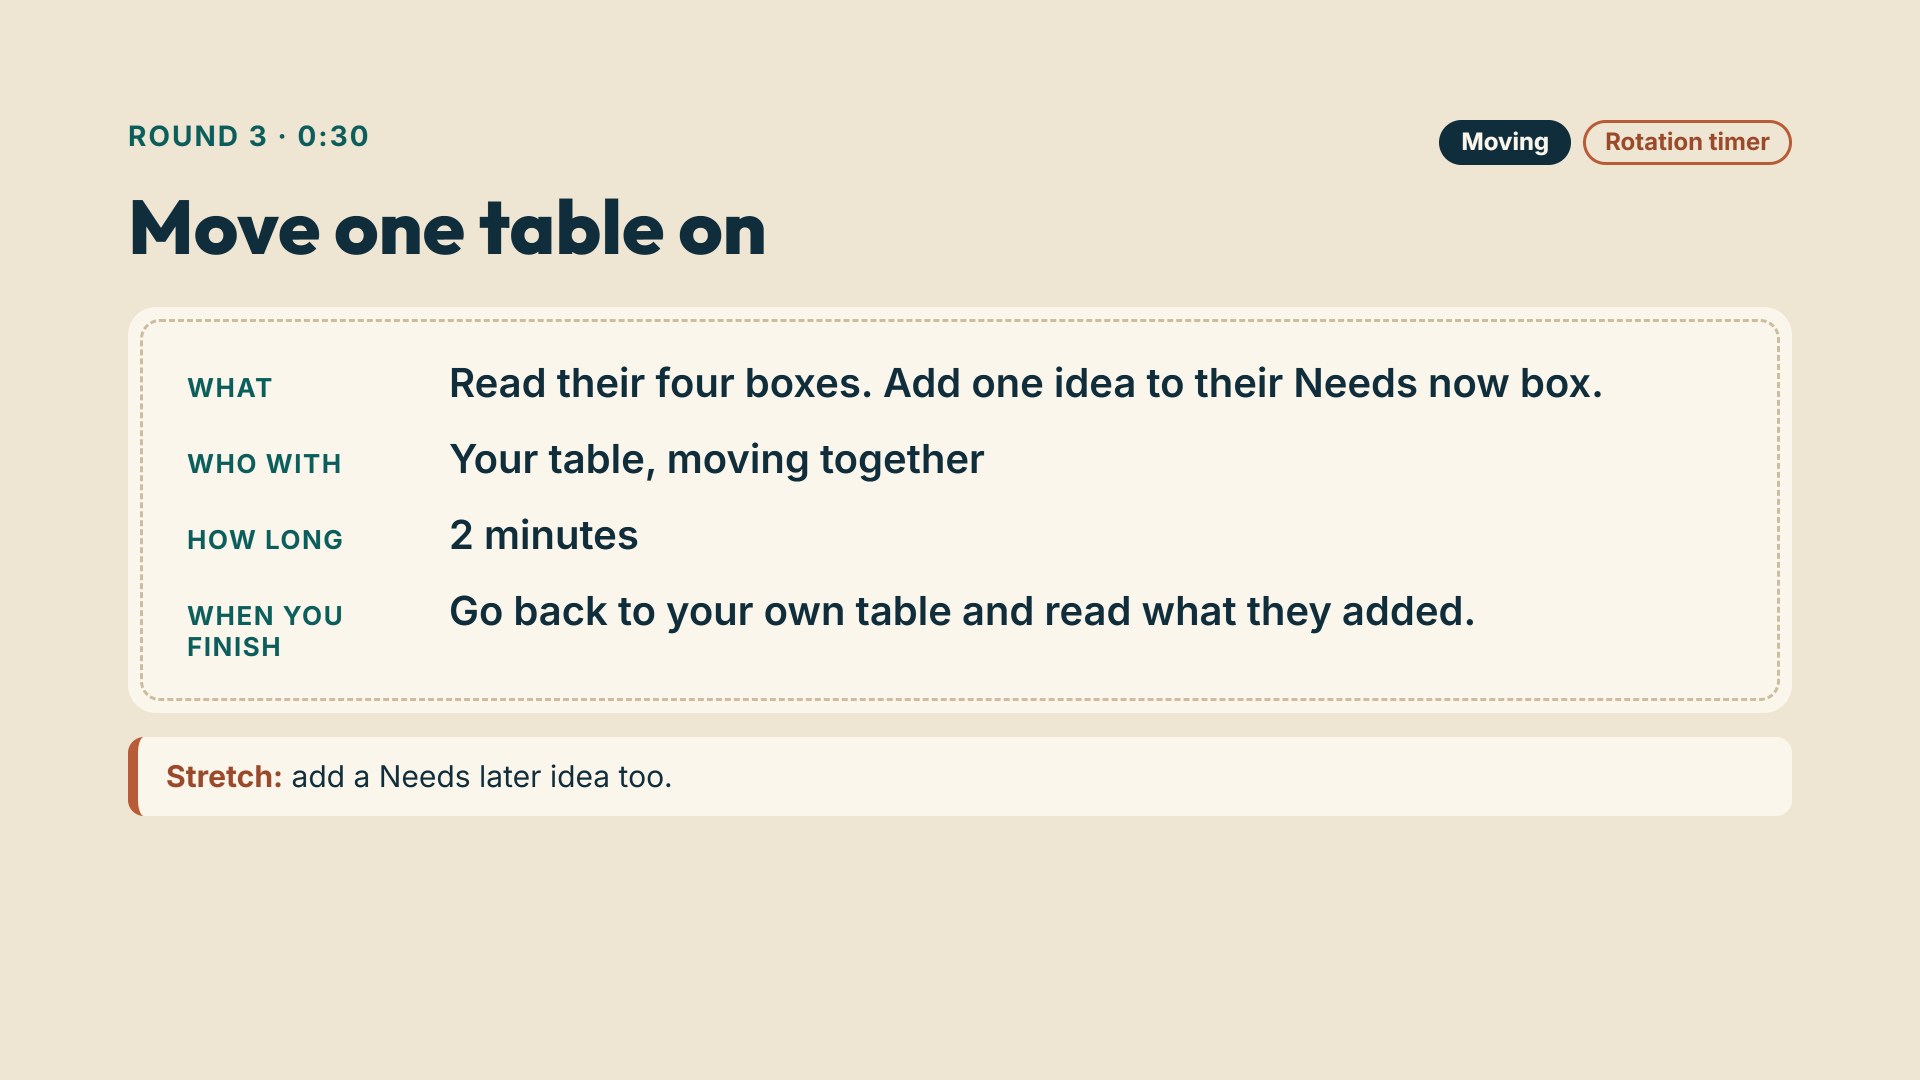 ROUND 3 · 0:30
Moving
Rotation timer
Move one table on
WHAT
Read their four boxes. Add one idea to their Needs now box.
WHO WITH
Your table, moving together
HOW LONG
2 minutes
WHEN YOU
FINISH
Go back to your own table and read what they added.
Stretch: add a Needs later idea too.